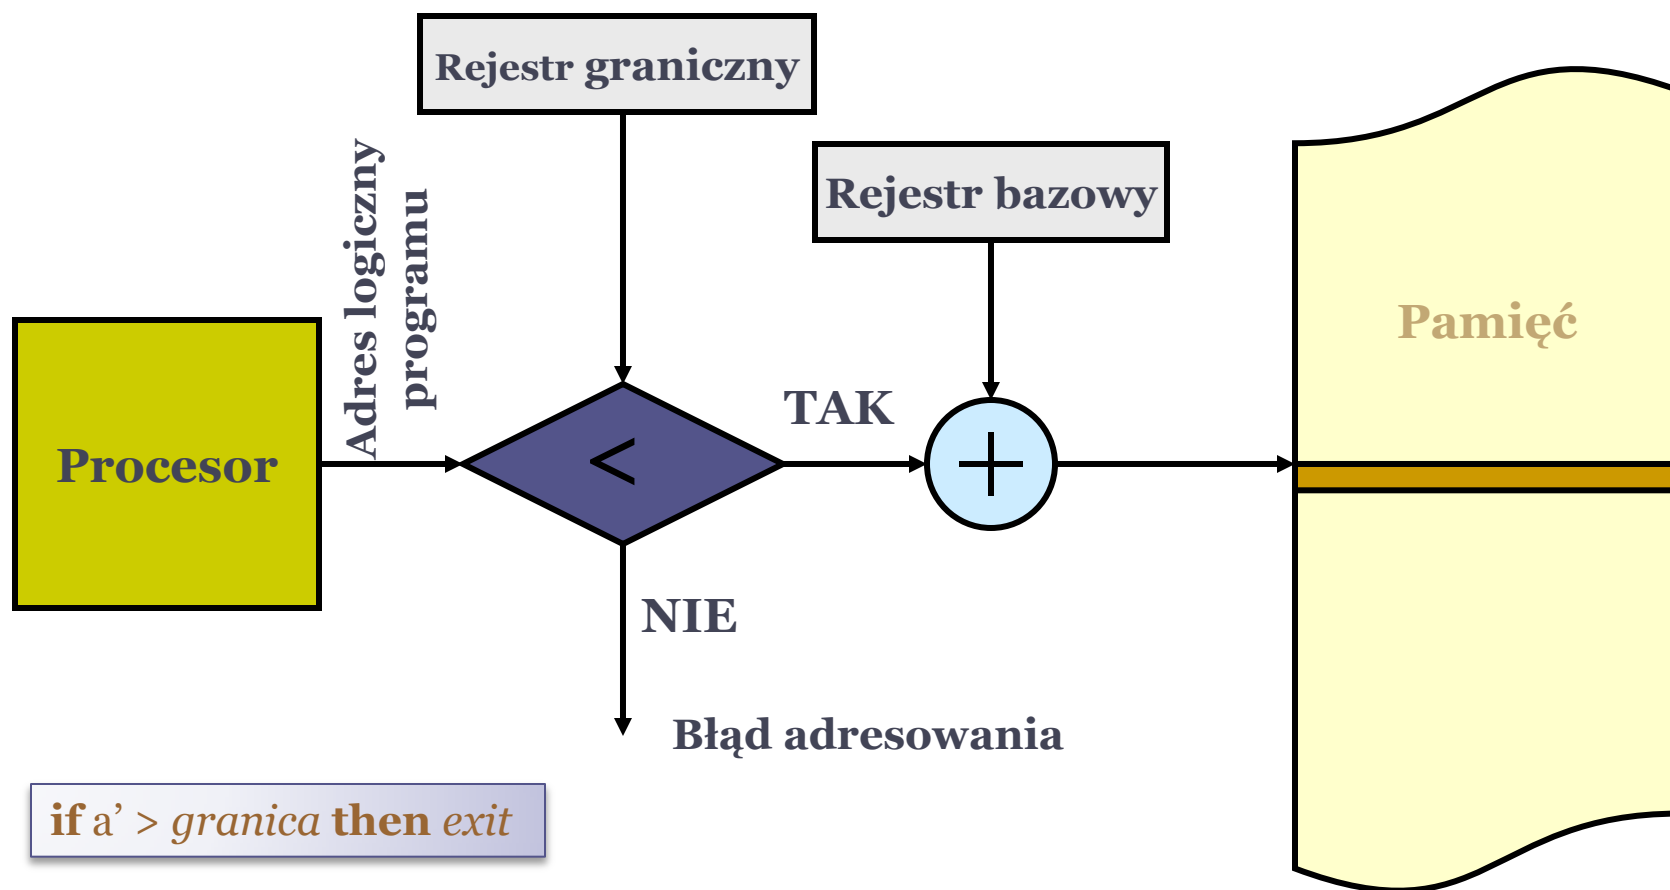 Rejestr graniczny
Rejestr bazowy
Adres logiczny
programu
Pamięć
Procesor
<
TAK
+
NIE
Błąd adresowania
if a’ > granica then exit